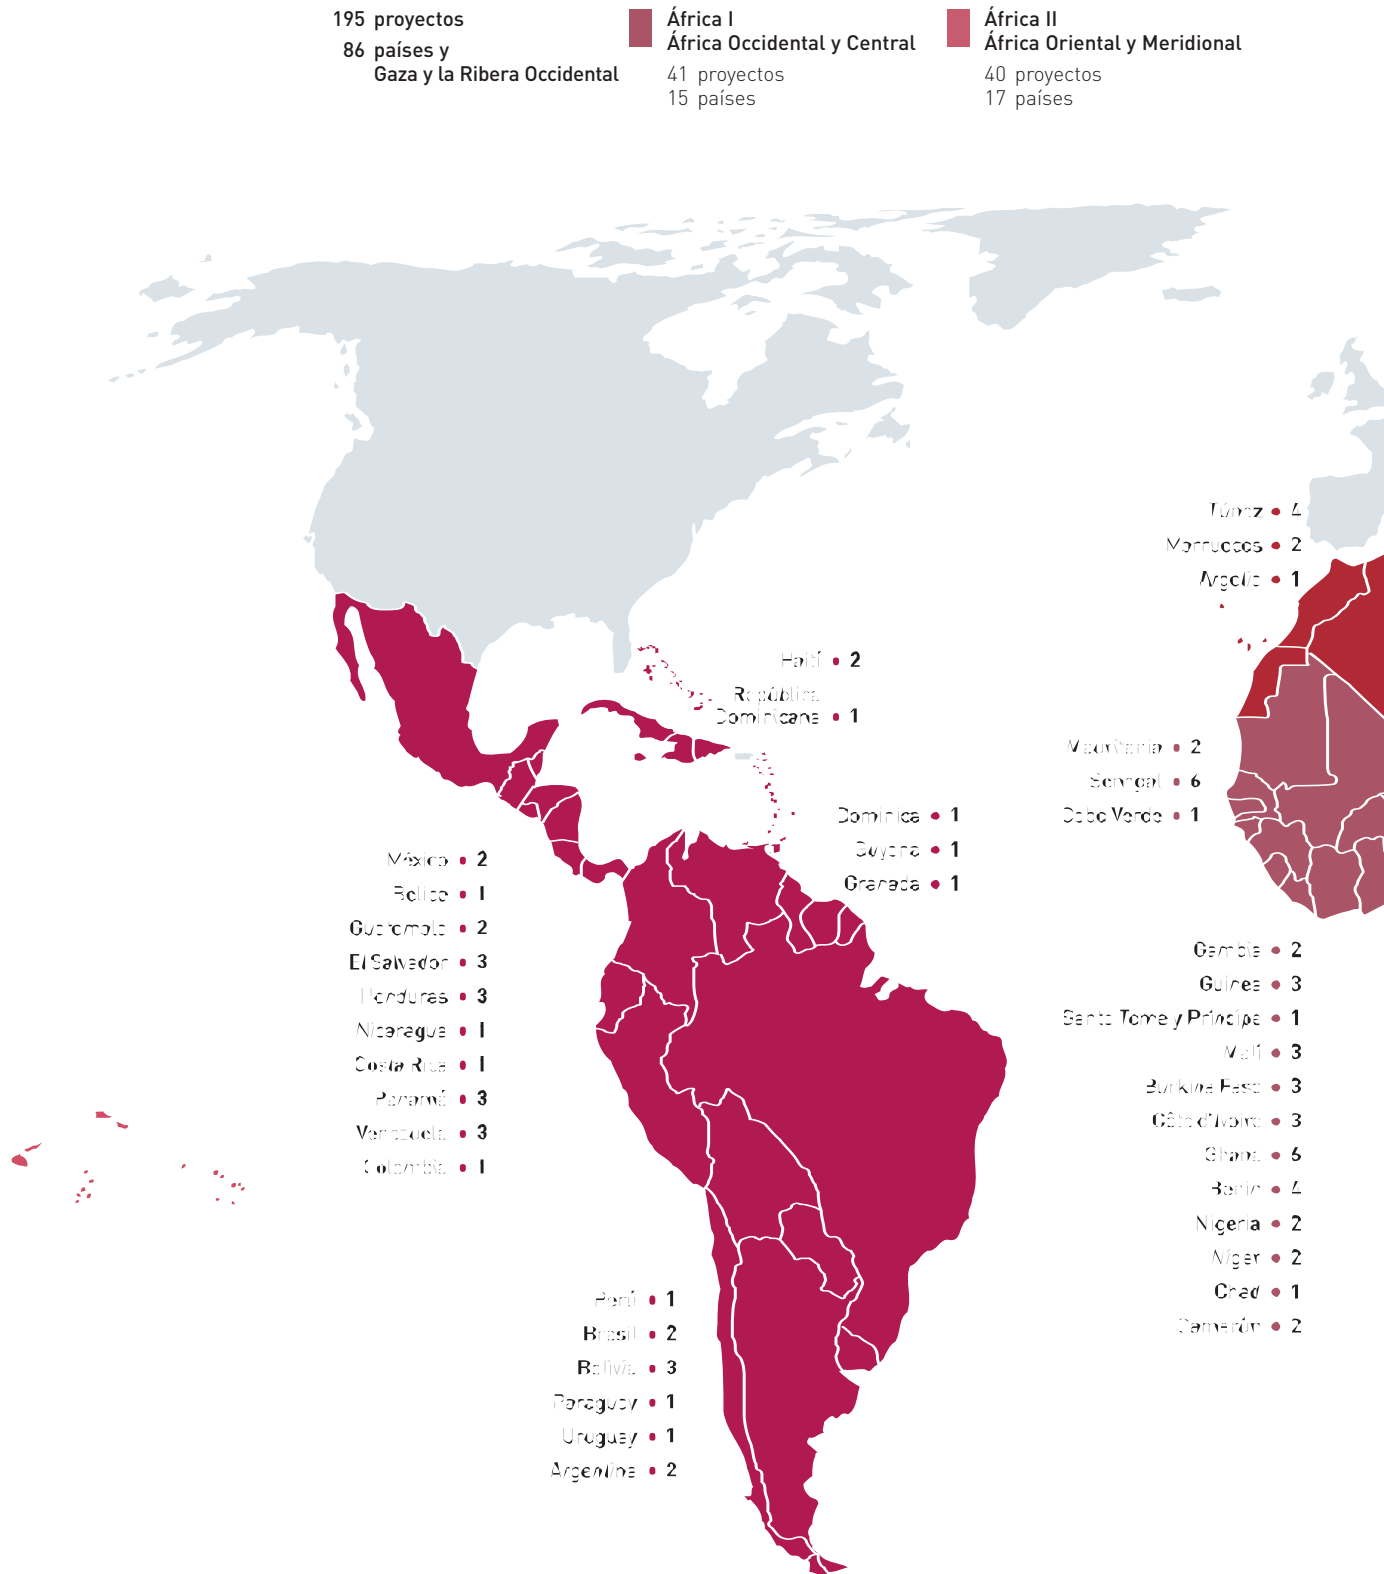 195 proyectos
86 países y
Gaza y la Ribera Occidental
África I
África Occidental y Central
41 proyectos
15 países
África II
África Oriental y Meridional
40 proyectos
17 países
Túnez • 4
Marruecos • 2
Argelia • 1
Haití • 2
República
Dominicana • 1
Mauritania • 2
Senegal • 6
Cabo Verde • 1
Dominica • 1
Guyana • 1
Granada • 1
México • 2
Belice • 1
Guatemala • 2
El Salvador • 3
Honduras • 3
Nicaragua • 1
Costa Rica • 1
Panamá • 3
Venezuela • 3
Colombia • 1
Gambia • 2
Guinea • 3
Santo Tome y Príncipe • 1
Malí • 3
Burkina Faso • 3
Côte d'Ivoire • 3
Ghana • 6
Benin • 4
Nigeria • 2
Níger • 2
Chad • 1
Camerún • 2
Perú • 1
Brasil • 2
Bolivia • 3
Paraguay • 1
Uruguay • 1
Argentina • 2